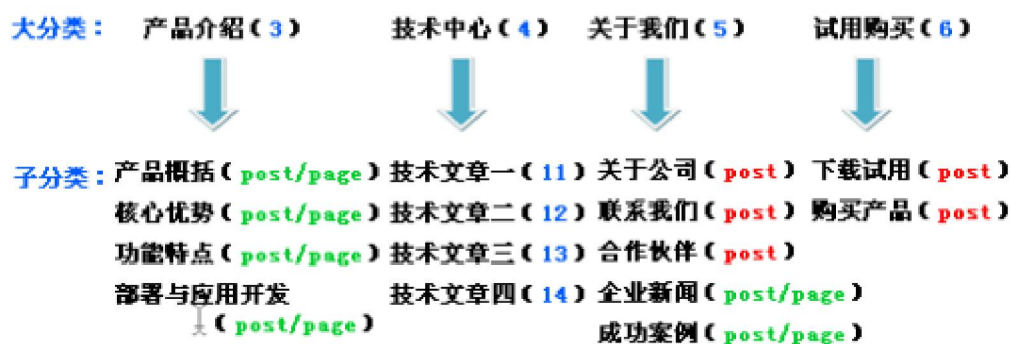 大分类： 产品介绍(3) 技术中心(4) 关于我们(5) 试用购买(6)
子分类： 产品概括(post/page) 技术文章一(11) 关于公司(post) 下载试用(post)
核心优势(post/page) 技术文章二(12) 联系我们(post) 购买产品(post)
功能特点(post/page) 技术文章三(13) 合作伙伴(post)
部署与应用开发 技术文章四(14) 企业新闻(post/page)
(post/page) 成功案例(post/page)